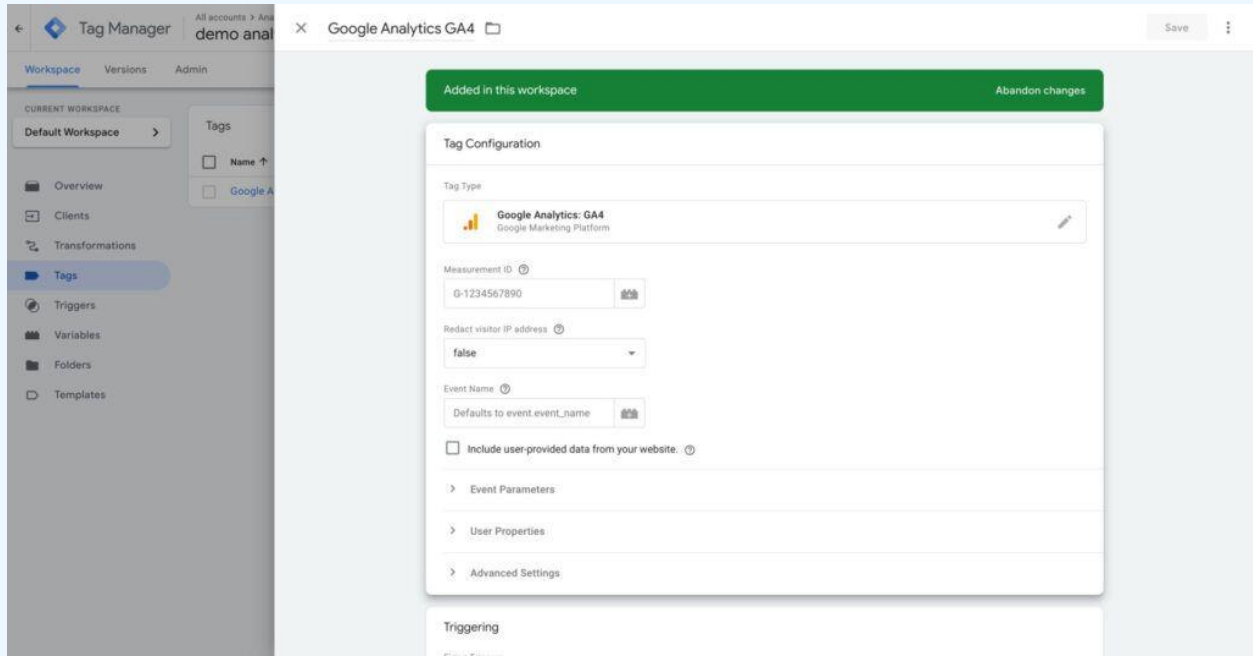 Tag Manager
All accounts > Ana
demo anal
Google Analytics GA4
Save
Workspace Versions Admin
CURRENT WORKSPACE
Default Workspace
Overview
Clients
Transformations
Tags
Triggers
Variables
Folders
Templates
Tags
Name
Google A
Added in this workspace
Abandon changes
Tag Configuration
Tag Type
Google Analytics: GA4
Google Marketing Platform
Measurement ID
G-1234567890
Redact visitor IP address
false
Event Name
Defaults to event.event_name
Include user-provided data from your website.
Event Parameters
User Properties
Advanced Settings
Triggering